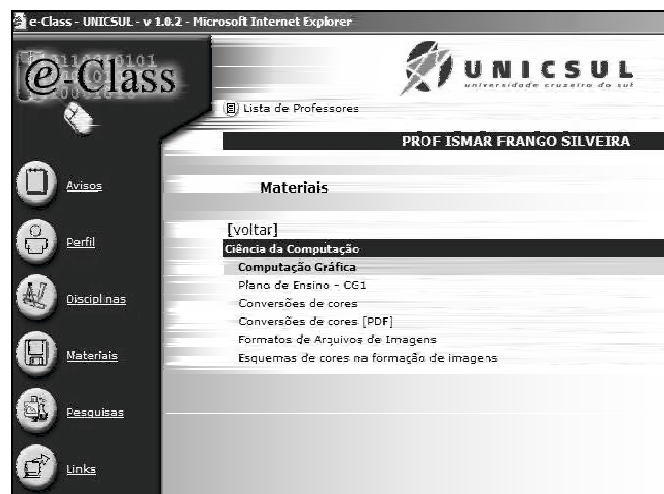 e-Class - UNICSUL - v 1.0.2 - Microsoft Internet Explorer
e-Class
UNICSUL
universidade cruzeiro do sul
Lista de Professores
PROF ISMAR FRANGO SILVEIRA
Materiais
[voltar]
Ciência da Computação
Computação Gráfica
Plano de Ensino - CG1
Conversões de cores
Conversões de cores [PDF]
Formatos de Arquivos de Imagens
Esquemas de cores na formação de imagens
Avisos
Perfil
Disciplinas
Materiais
Pesquisas
Links